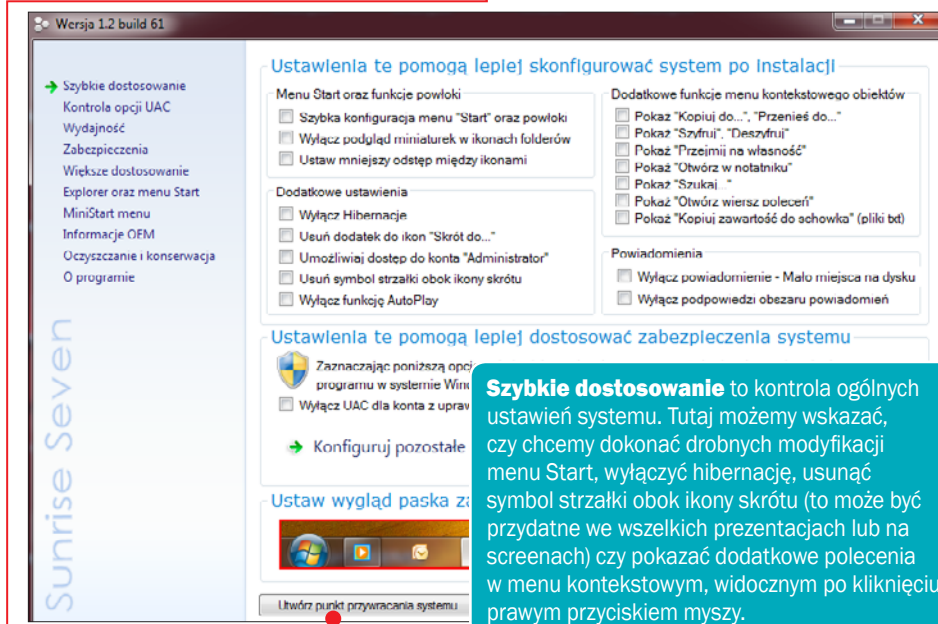 Wersja 1.2 build 61
Szybkie dostosowanie
Kontrola opcji UAC
Wydajność
Zabezpieczenia
Większe dostosowanie
Explorer oraz menu Start
MiniStart menu
Informacje OEM
Oczyszczanie i konserwacja
O programie
Sunrise Seven
Ustawienia te pomogą lepiej skonfigurować system po instalacji
Menu Start oraz funkcje powłoki
Szybka konfiguracja menu "Start" oraz powłoki
Wyłącz podgląd miniaturek w ikonach folderów
Ustaw mniejszy odstęp między ikonami
Dodatkowe ustawienia
Wyłącz Hibernacje
Usuń dodatek do ikon "Skrót do..."
Umożliwiaj dostęp do konta "Administrator"
Usuń symbol strzałki obok ikony skrótu
Wyłącz funkcję AutoPlay
Dodatkowe funkcje menu kontekstowego obiektów
Pokaż "Kopiuj do...", "Przenieś do..."
Pokaż "Szyfruj", "Deszyfruj"
Pokaż "Przejmij na własność"
Pokaż "Otwórz w notatniku"
Pokaż "Szukaj..."
Pokaż "Otwórz wiersz poleceń"
Pokaż "Kopiuj zawartość do schowka" (pliki txt)
Powiadomienia
Wyłącz powiadomienie - Mało miejsca na dysku
Wyłącz podpowiedzi obszaru powiadomień
Ustawienia te pomogą lepiej dostosować zabezpieczenia systemu
Zaznaczając poniższą opcj
programu w systemie Wind
Wyłącz UAC dla konta z upraw
Konfiguruj pozostałe
Ustaw wygląd paska za
Utwórz punkt przywracania systemu
Szybkie dostosowanie to kontrola ogólnych
ustawień systemu. Tutaj możemy wskazać,
czy chcemy dokonać drobnych modyfikacji
menu Start, wyłączyć hibernację, usunąć
symbol strzałki obok ikony skrótu (to może być
przydatne we wszelkich prezentacjach lub na
screenach) czy pokazać dodatkowe polecenia
w menu kontekstowym, widocznym po kliknięciu
prawym przyciskiem myszy.